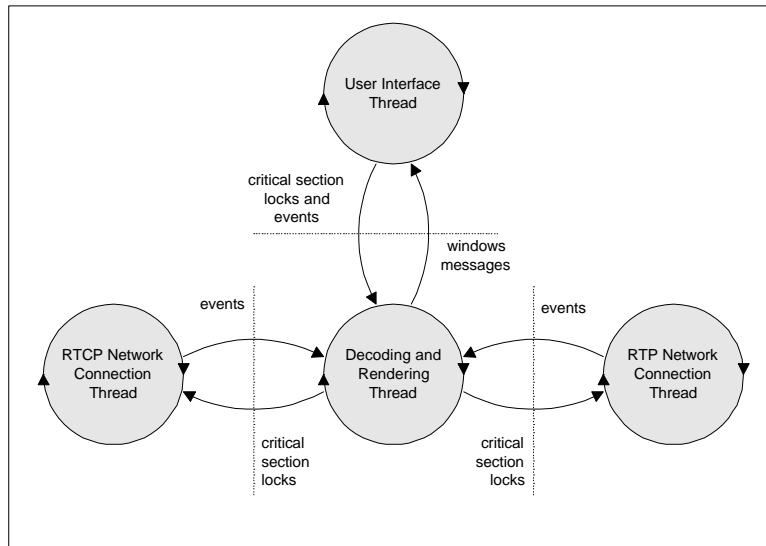 User Interface
Thread
critical section
locks and
events
windows
messages
events
events
RTCP Network
Connection
Thread
Decoding and
Rendering
Thread
RTP Network
Connection
Thread
critical
section
locks
critical
section
locks